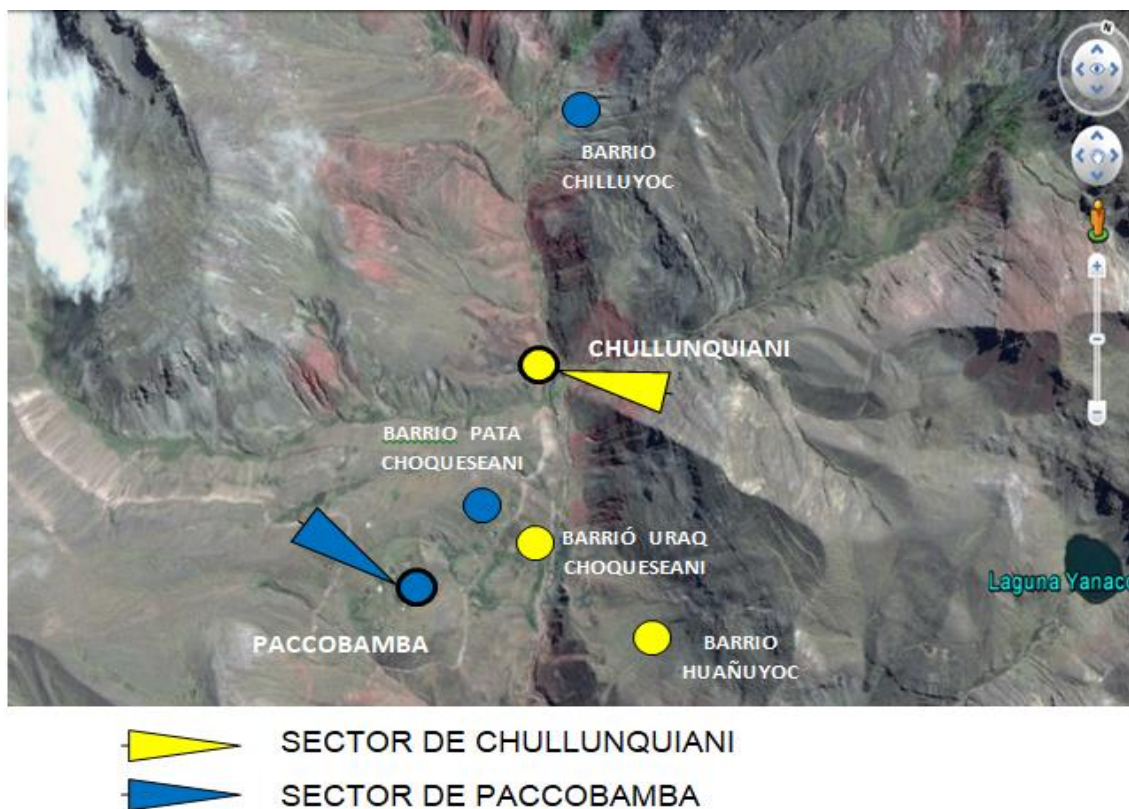 N
BARRIO
CHILLUYOC
CHULLUNQUIANI
BARRIO PATA
CHOQUESEANI
BARRIÓ URAQ
CHOQUESEANI
Laguna Yanaco
PACCOBAMBA
BARRIO
HUAÑUYOC
SECTOR DE CHULLUNQUIANI
SECTOR DE PACCOBAMBA